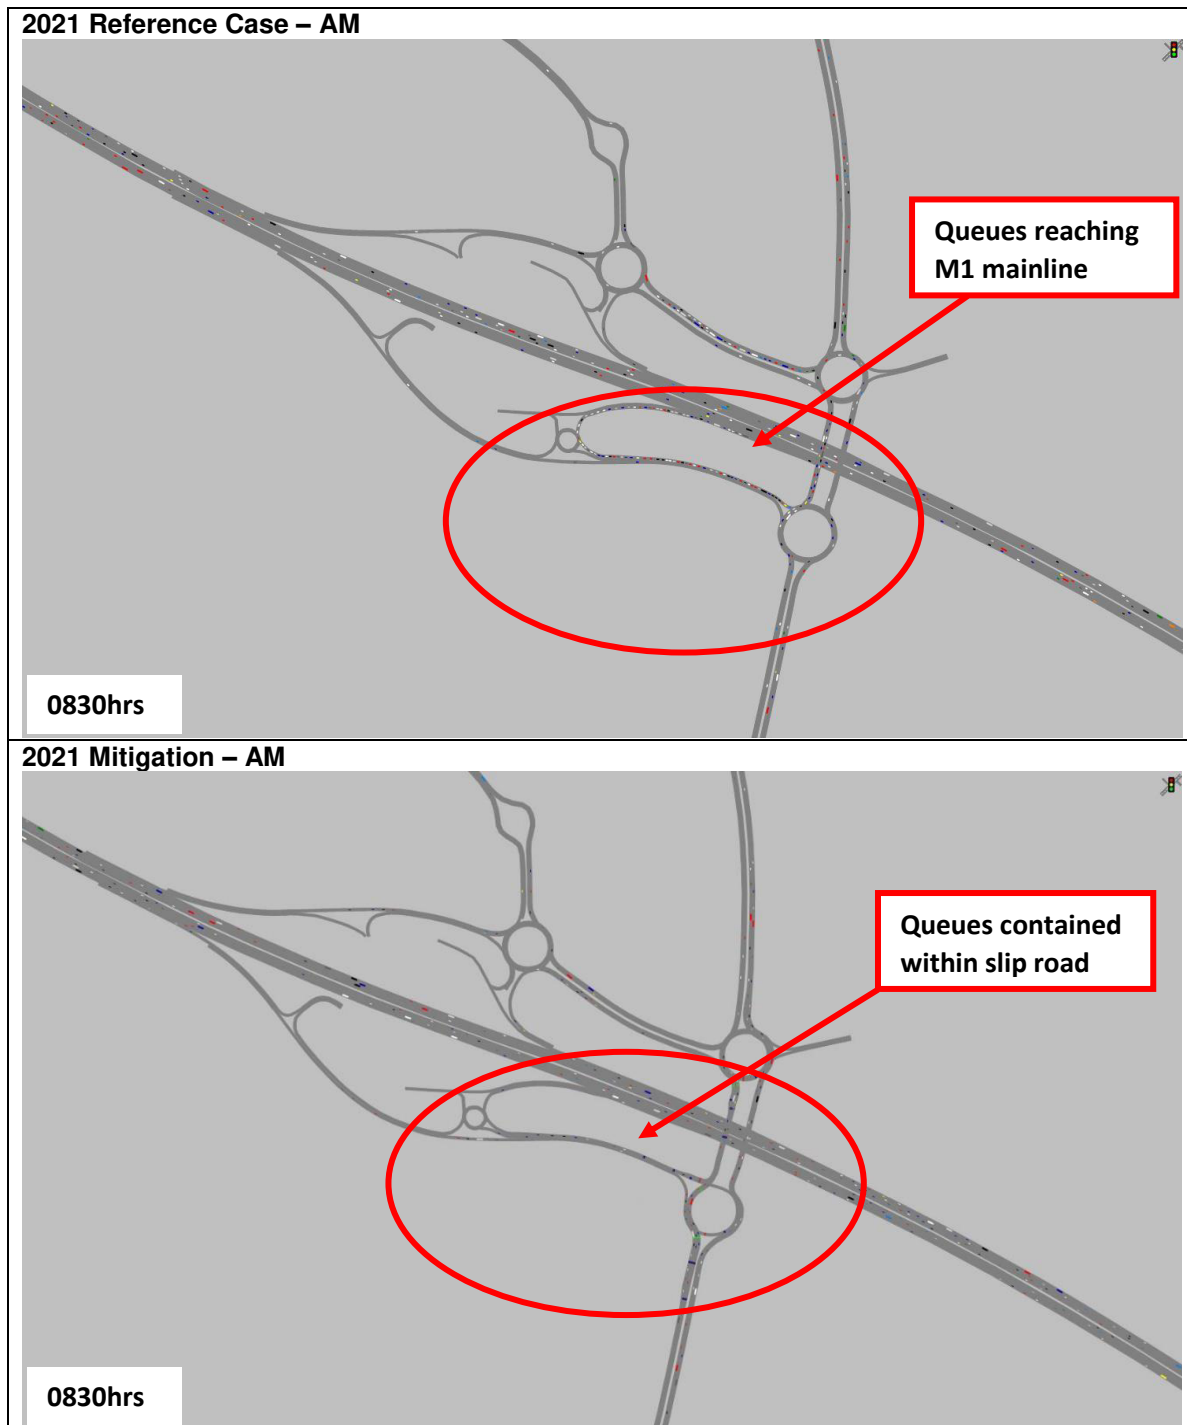 2021 Reference Case – AM
Queues reaching
M1 mainline
0830hrs
2021 Mitigation – AM
Queues contained
within slip road
0830hrs